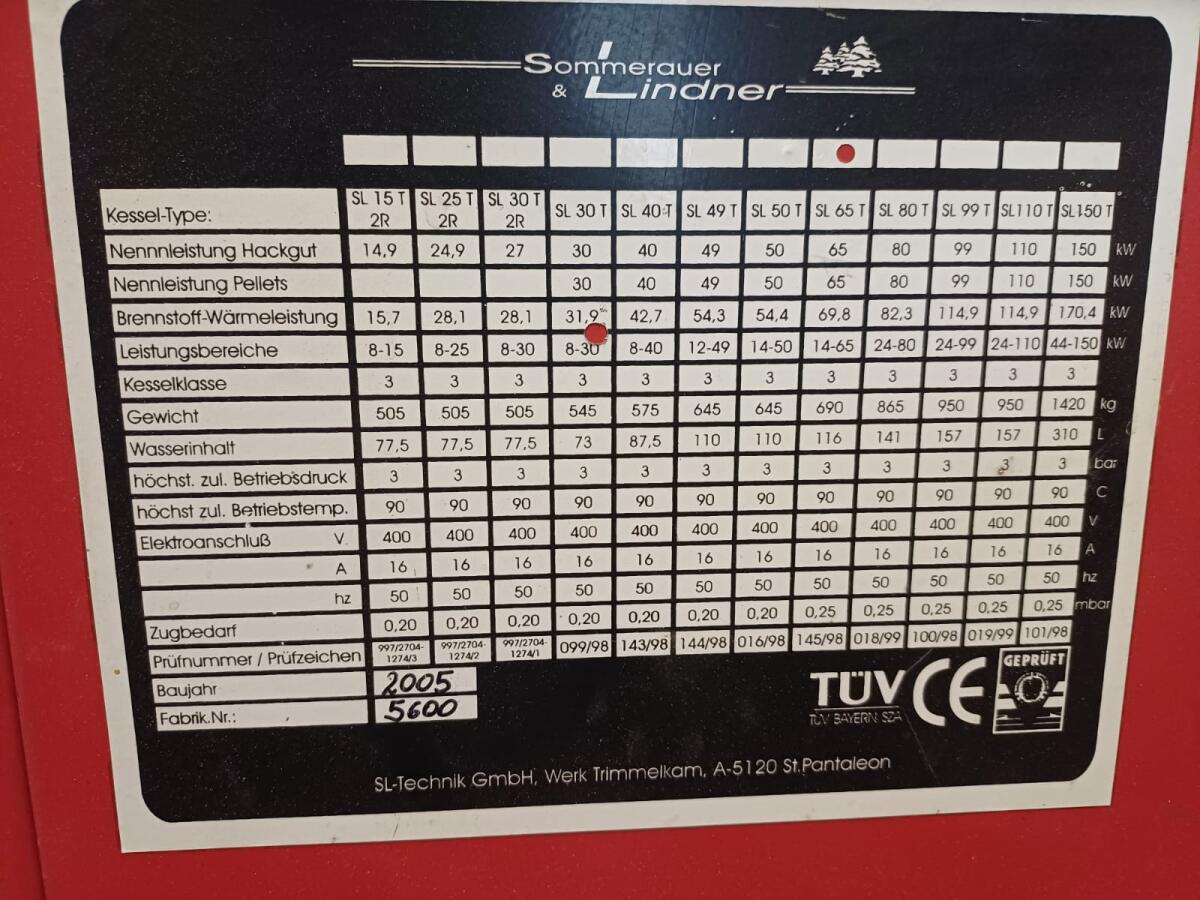 Sommerauer
& Lindner
Kessel-Type: SL 15 T 2R SL 25 T 2R SL 30 T 2R SL 30 T SL 40 T SL 49 T SL 50 T SL 65 T SL 80 T SL 99 T SL110 T SL150 T
Nennnleistung Hackgut 14,9 24,9 27 30 40 49 50 65 80 99 110 150 kW
Nennleistung Pellets 30 40 49 50 65 80 99 110 150 kW
Brennstoff-Wärmeleistung 15,7 28,1 28,1 31,9 42,7 54,3 54,4 69,8 82,3 114,9 114,9 170,4 kW
Leistungsbereiche 8-15 8-25 8-30 8-30 8-40 12-49 14-50 14-65 24-80 24-99 24-110 44-150 kW
Kesselklasse 3 3 3 3 3 3 3 3 3 3 3 3
Gewicht 505 505 505 545 575 645 645 690 865 950 950 1420 kg
Wasserinhalt 77,5 77,5 77,5 73 87,5 110 110 116 141 157 157 310 L
höchst. zul. Betriebsdruck 3 3 3 3 3 3 3 3 3 3 3 3 bar
höchst zul. Betriebstemp. 90 90 90 90 90 90 90 90 90 90 90 90 C
Elektroanschluß V 400 400 400 400 400 400 400 400 400 400 400 400 V
A 16 16 16 16 16 16 16 16 16 16 16 16 A
hz 50 50 50 50 50 50 50 50 50 50 50 50 hz
Zugbedarf 0,20 0,20 0,20 0,20 0,20 0,20 0,20 0,25 0,25 0,25 0,25 0,25 mbar
Prüfnummer / Prüfzeichen 997/2704-1274/3 997/2704-1274/2 997/2704-1274/1 099/98 143/98 144/98 016/98 145/98 018/99 100/98 019/99 101/98
Baujahr 2005
Fabrik.Nr.: 5600
TÜV CE GEPRÜFT
TÜV BAYERN SZA
SL-Technik GmbH, Werk Trimmelkam, A-5120 St.Pantaleon